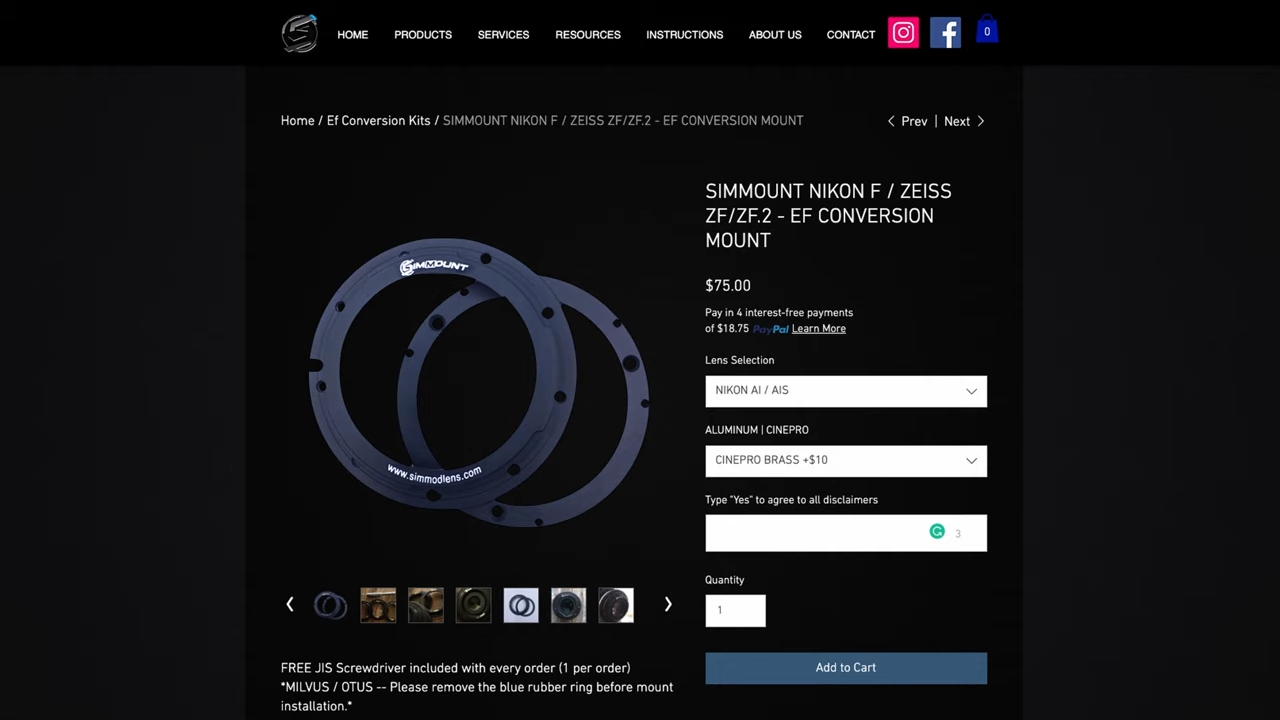 HOME
PRODUCTS
SERVICES
RESOURCES
INSTRUCTIONS
ABOUT US
CONTACT
0
Home / Ef Conversion Kits / SIMMOUNT NIKON F / ZEISS ZF/ZF.2 - EF CONVERSION MOUNT
Prev | Next
SIMMOUNT
www.simmodlens.com
SIMMOUNT NIKON F / ZEISS
ZF/ZF.2 - EF CONVERSION
MOUNT
$75.00
Pay in 4 interest-free payments
of $18.75 PayPal Learn More
Lens Selection
NIKON AI / AIS
ALUMINUM | CINEPRO
CINEPRO BRASS +$10
Type "Yes" to agree to all disclaimers
3
Quantity
1
Add to Cart
FREE JIS Screwdriver included with every order (1 per order)
*MILVUS / OTUS -- Please remove the blue rubber ring before mount
installation.*